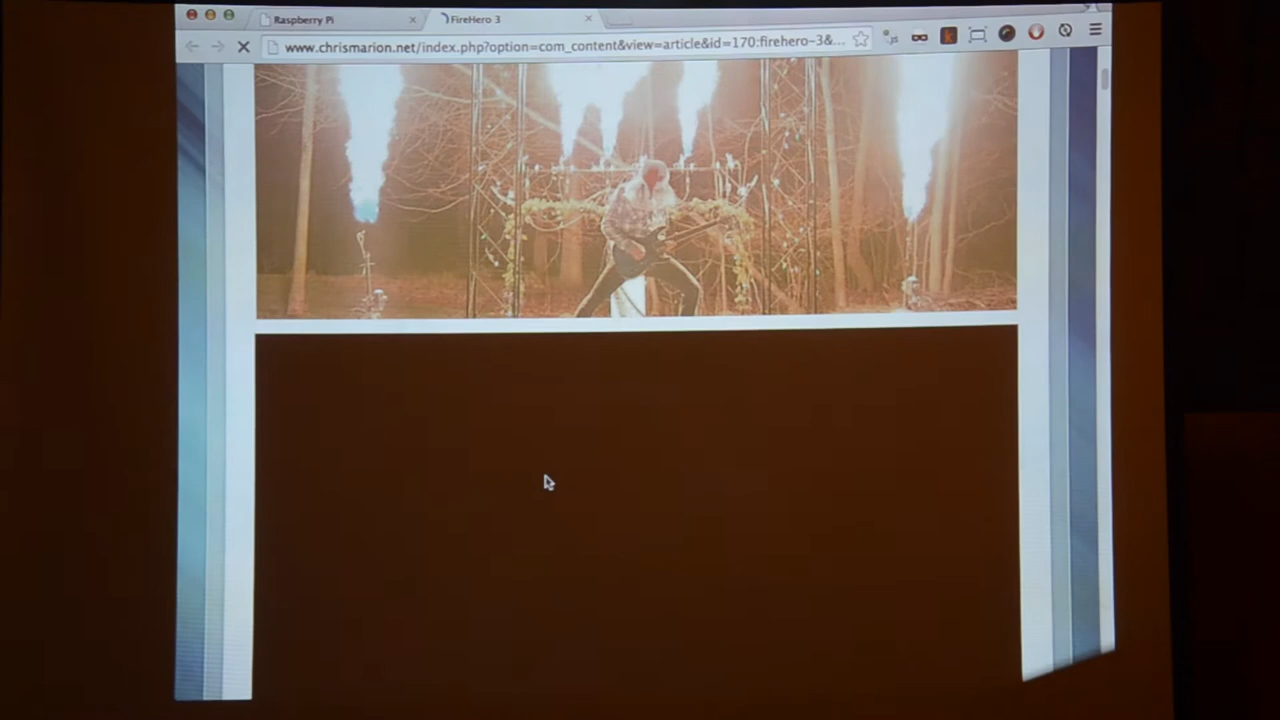 Raspberry Pi
FireHero 3
www.chrismarion.net/index.php?option=com_content&view=article&id=170:firehero-3&...